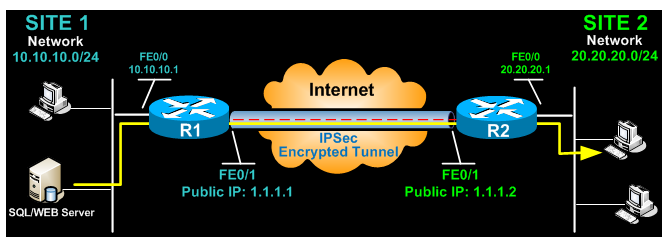 SITE 1
Network
10.10.10.0/24
FE0/0
10.10.10.1
SQL/WEB Server
R1
FE0/1
Public IP: 1.1.1.1
Internet
IPSec
Encrypted Tunnel
R2
FE0/1
Public IP: 1.1.1.2
FE0/0
20.20.20.1
SITE 2
Network
20.20.20.0/24